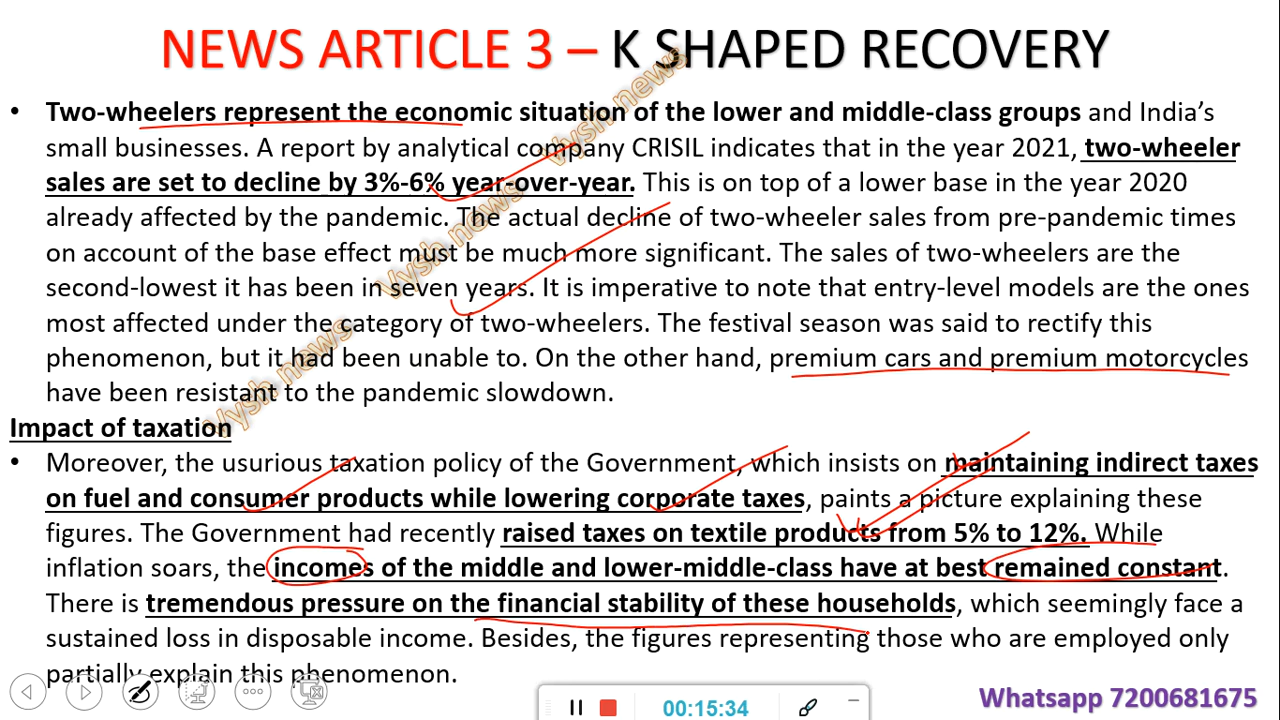 NEWS ARTICLE 3 – K SHAPED RECOVERY
• Two-wheelers represent the economic situation of the lower and middle-class groups and India's
small businesses. A report by analytical company CRISIL indicates that in the year 2021, two-wheeler
sales are set to decline by 3%-6% year-over-year. This is on top of a lower base in the year 2020
already affected by the pandemic. The actual decline of two-wheeler sales from pre-pandemic times
on account of the base effect must be much more significant. The sales of two-wheelers are the
second-lowest it has been in seven years. It is imperative to note that entry-level models are the ones
most affected under the category of two-wheelers. The festival season was said to rectify this
phenomenon, but it had been unable to. On the other hand, premium cars and premium motorcycles
have been resistant to the pandemic slowdown.
Vysh news
Vysh news
Vysh news
Impact of taxation
• Moreover, the usurious taxation policy of the Government, which insists on maintaining indirect taxes
on fuel and consumer products while lowering corporate taxes, paints a picture explaining these
figures. The Government had recently raised taxes on textile products from 5% to 12%. While
inflation soars, the incomes of the middle and lower-middle-class have at best remained constant.
There is tremendous pressure on the financial stability of these households, which seemingly face a
sustained loss in disposable income. Besides, the figures representing those who are employed only
partially explain this phenomenon.
00:15:34
Whatsapp 7200681675